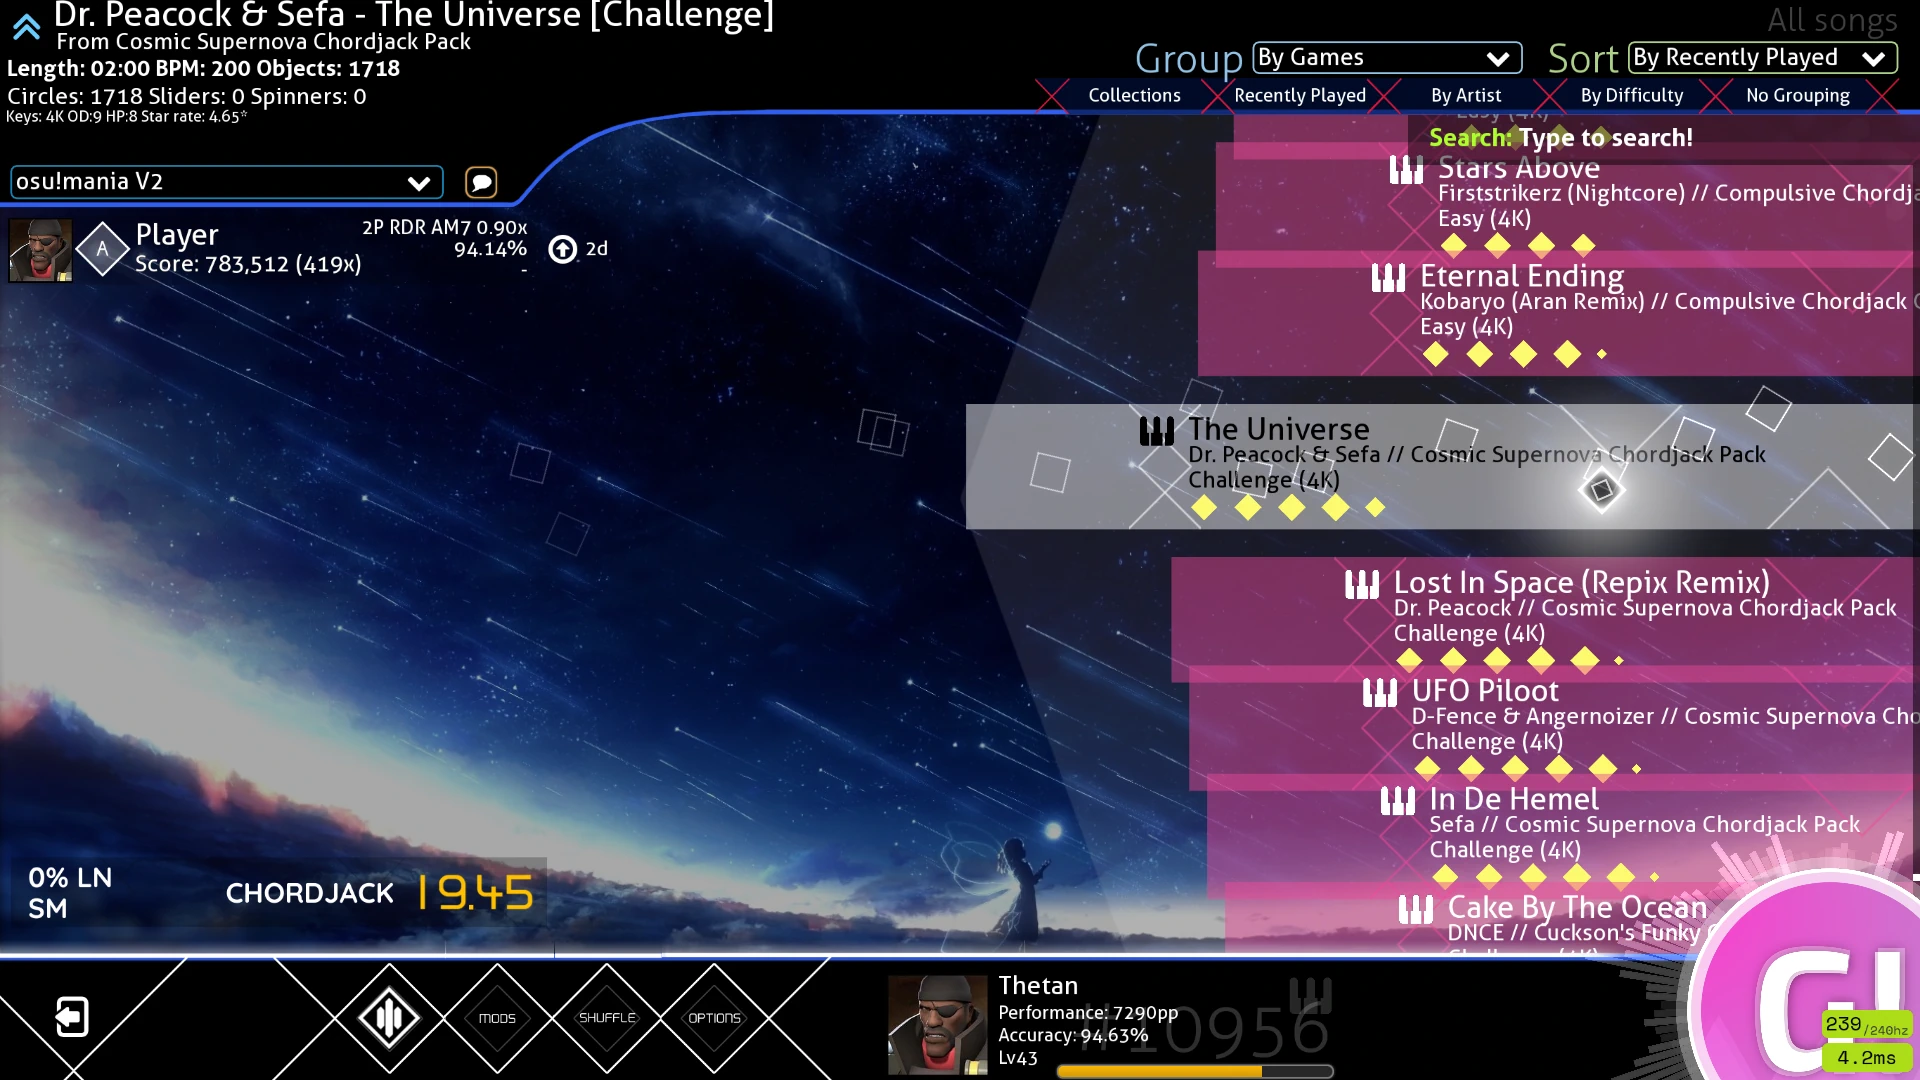 Dr. Peacock & Sefa - The Universe [Challenge]
From Cosmic Supernova Chordjack Pack
Length: 02:00 BPM: 200 Objects: 1718
Circles: 1718 Sliders: 0 Spinners: 0
Keys: 4K OD:9 HP:8 Star rate: 4.65*
All songs
Group By Games
Sort By Recently Played
Collections
Recently Played
By Artist
By Difficulty
No Grouping
osu!mania V2
A
Player
Score: 783,512 (419x)
2P RDR AM7 0.90x
94.14%
-
2d
Easy (4K)
Search: Type to search!
Stars Above
Firststrikerz (Nightcore) // Compulsive Chordj
Easy (4K)
Eternal Ending
Kobaryo (Aran Remix) // Compulsive Chordjack
Easy (4K)
The Universe
Dr. Peacock & Sefa // Cosmic Supernova Chordjack Pack
Challenge (4K)
Lost In Space (Repix Remix)
Dr. Peacock // Cosmic Supernova Chordjack Pack
Challenge (4K)
UFO Piloot
D-Fence & Angernoizer // Cosmic Supernova Cho
Challenge (4K)
In De Hemel
Sefa // Cosmic Supernova Chordjack Pack
Challenge (4K)
Cake By The Ocean
DNCE // Cuckson's Funky
0% LN
SM
CHORDJACK 19.45
MODS
SHUFFLE
OPTIONS
Thetan
Performance: 7290pp
Accuracy: 94.63%
Lv43
#10956
G!
239/240hz
4.2ms